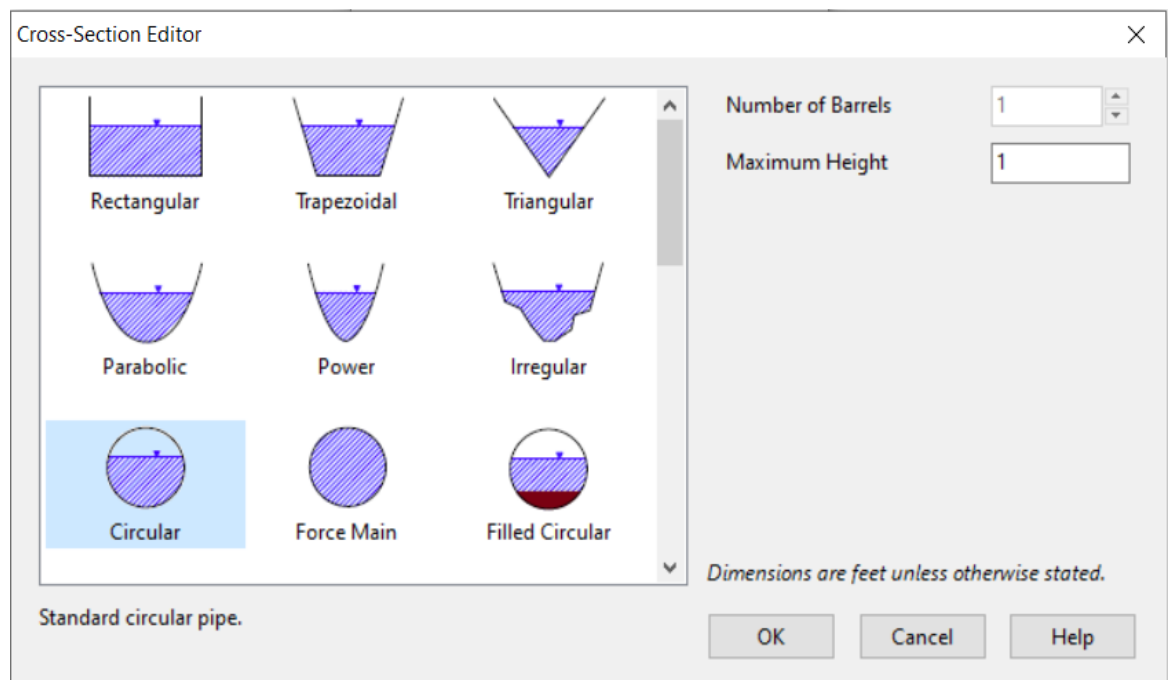 Cross-Section Editor
Number of Barrels 1
Maximum Height 1
Rectangular Trapezoidal Triangular
Parabolic Power Irregular
Circular Force Main Filled Circular
Dimensions are feet unless otherwise stated.
Standard circular pipe.
OK Cancel Help